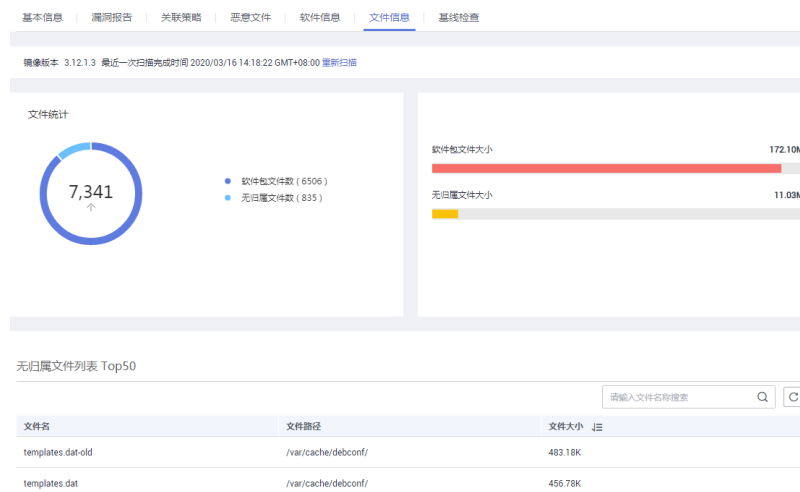 基本信息 漏洞报告 关联策略 恶意文件 软件信息 文件信息 基线检查
镜像版本 3.12.1.3 最近一次扫描完成时间 2020/03/16 14:18:22 GMT+08:00 重新扫描
文件统计
7,341
个
软件包文件数 ( 6506 )
无归属文件数 ( 835 )
软件包文件大小 172.10M
无归属文件大小 11.03M
无归属文件列表 Top50
请输入文件名称搜索
文件名 文件路径 文件大小
templates.dat-old /var/cache/debconf/ 483.18K
templates.dat /var/cache/debconf/ 456.78K